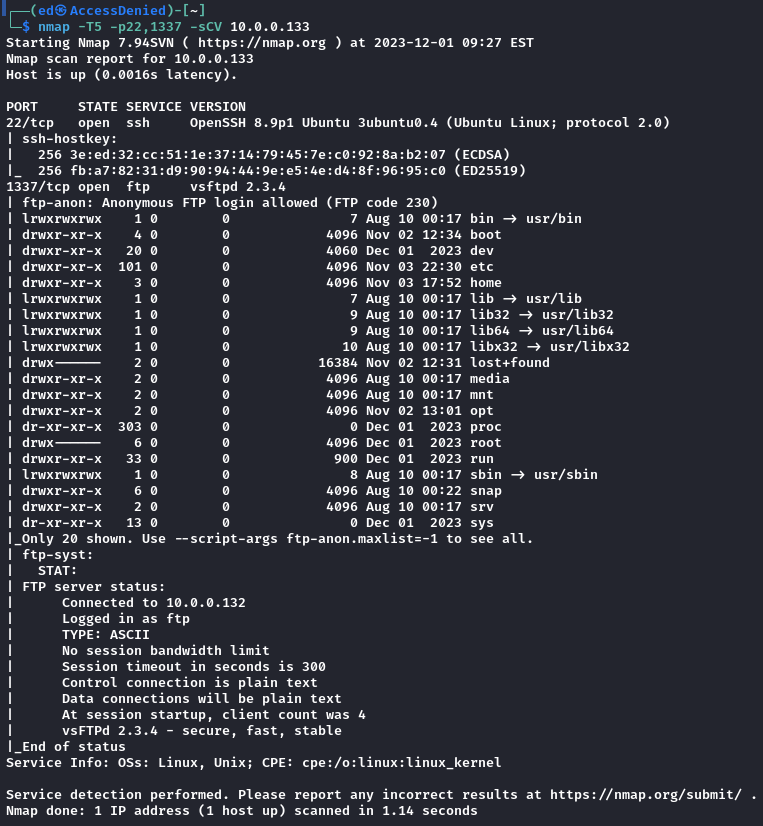 ┌──(ed㉿AccessDenied)-[~]
└─$ nmap -T5 -p22,1337 -sCV 10.0.0.133
Starting Nmap 7.94SVN ( https://nmap.org ) at 2023-12-01 09:27 EST
Nmap scan report for 10.0.0.133
Host is up (0.0016s latency).

PORT     STATE SERVICE VERSION
22/tcp   open  ssh     OpenSSH 8.9p1 Ubuntu 3ubuntu0.4 (Ubuntu Linux; protocol 2.0)
| ssh-hostkey:
|   256 3e:ed:32:cc:51:1e:37:14:79:45:7e:c0:92:8a:b2:07 (ECDSA)
|_  256 fb:a7:82:31:d9:90:94:44:9e:e5:4e:d4:8f:96:95:c0 (ED25519)
1337/tcp open  ftp     vsftpd 2.3.4
| ftp-anon: Anonymous FTP login allowed (FTP code 230)
| lrwxrwxrwx    1 0        0               7 Aug 10 00:17 bin -> usr/bin
| drwxr-xr-x    4 0        0            4096 Nov 02 12:34 boot
| drwxr-xr-x   20 0        0            4060 Dec 01  2023 dev
| drwxr-xr-x  101 0        0            4096 Nov 03 22:30 etc
| drwxr-xr-x    3 0        0            4096 Nov 03 17:52 home
| lrwxrwxrwx    1 0        0               7 Aug 10 00:17 lib -> usr/lib
| lrwxrwxrwx    1 0        0               9 Aug 10 00:17 lib32 -> usr/lib32
| lrwxrwxrwx    1 0        0               9 Aug 10 00:17 lib64 -> usr/lib64
| lrwxrwxrwx    1 0        0              10 Aug 10 00:17 libx32 -> usr/libx32
| drwx------    2 0        0           16384 Nov 02 12:31 lost+found
| drwxr-xr-x    2 0        0            4096 Aug 10 00:17 media
| drwxr-xr-x    2 0        0            4096 Aug 10 00:17 mnt
| drwxr-xr-x    2 0        0            4096 Nov 02 13:01 opt
| dr-xr-xr-x  303 0        0               0 Dec 01  2023 proc
| drwx------    6 0        0            4096 Dec 01  2023 root
| drwxr-xr-x   33 0        0             900 Dec 01  2023 run
| lrwxrwxrwx    1 0        0               8 Aug 10 00:17 sbin -> usr/sbin
| drwxr-xr-x    6 0        0            4096 Aug 10 00:22 snap
| drwxr-xr-x    2 0        0            4096 Aug 10 00:17 srv
| dr-xr-xr-x   13 0        0               0 Dec 01  2023 sys
|_Only 20 shown. Use --script-args ftp-anon.maxlist=-1 to see all.
| ftp-syst:
|   STAT:
| FTP server status:
|      Connected to 10.0.0.132
|      Logged in as ftp
|      TYPE: ASCII
|      No session bandwidth limit
|      Session timeout in seconds is 300
|      Control connection is plain text
|      Data connections will be plain text
|      At session startup, client count was 4
|      vsFTPd 2.3.4 - secure, fast, stable
|_End of status
Service Info: OSs: Linux, Unix; CPE: cpe:/o:linux:linux_kernel

Service detection performed. Please report any incorrect results at https://nmap.org/submit/ .
Nmap done: 1 IP address (1 host up) scanned in 1.14 seconds